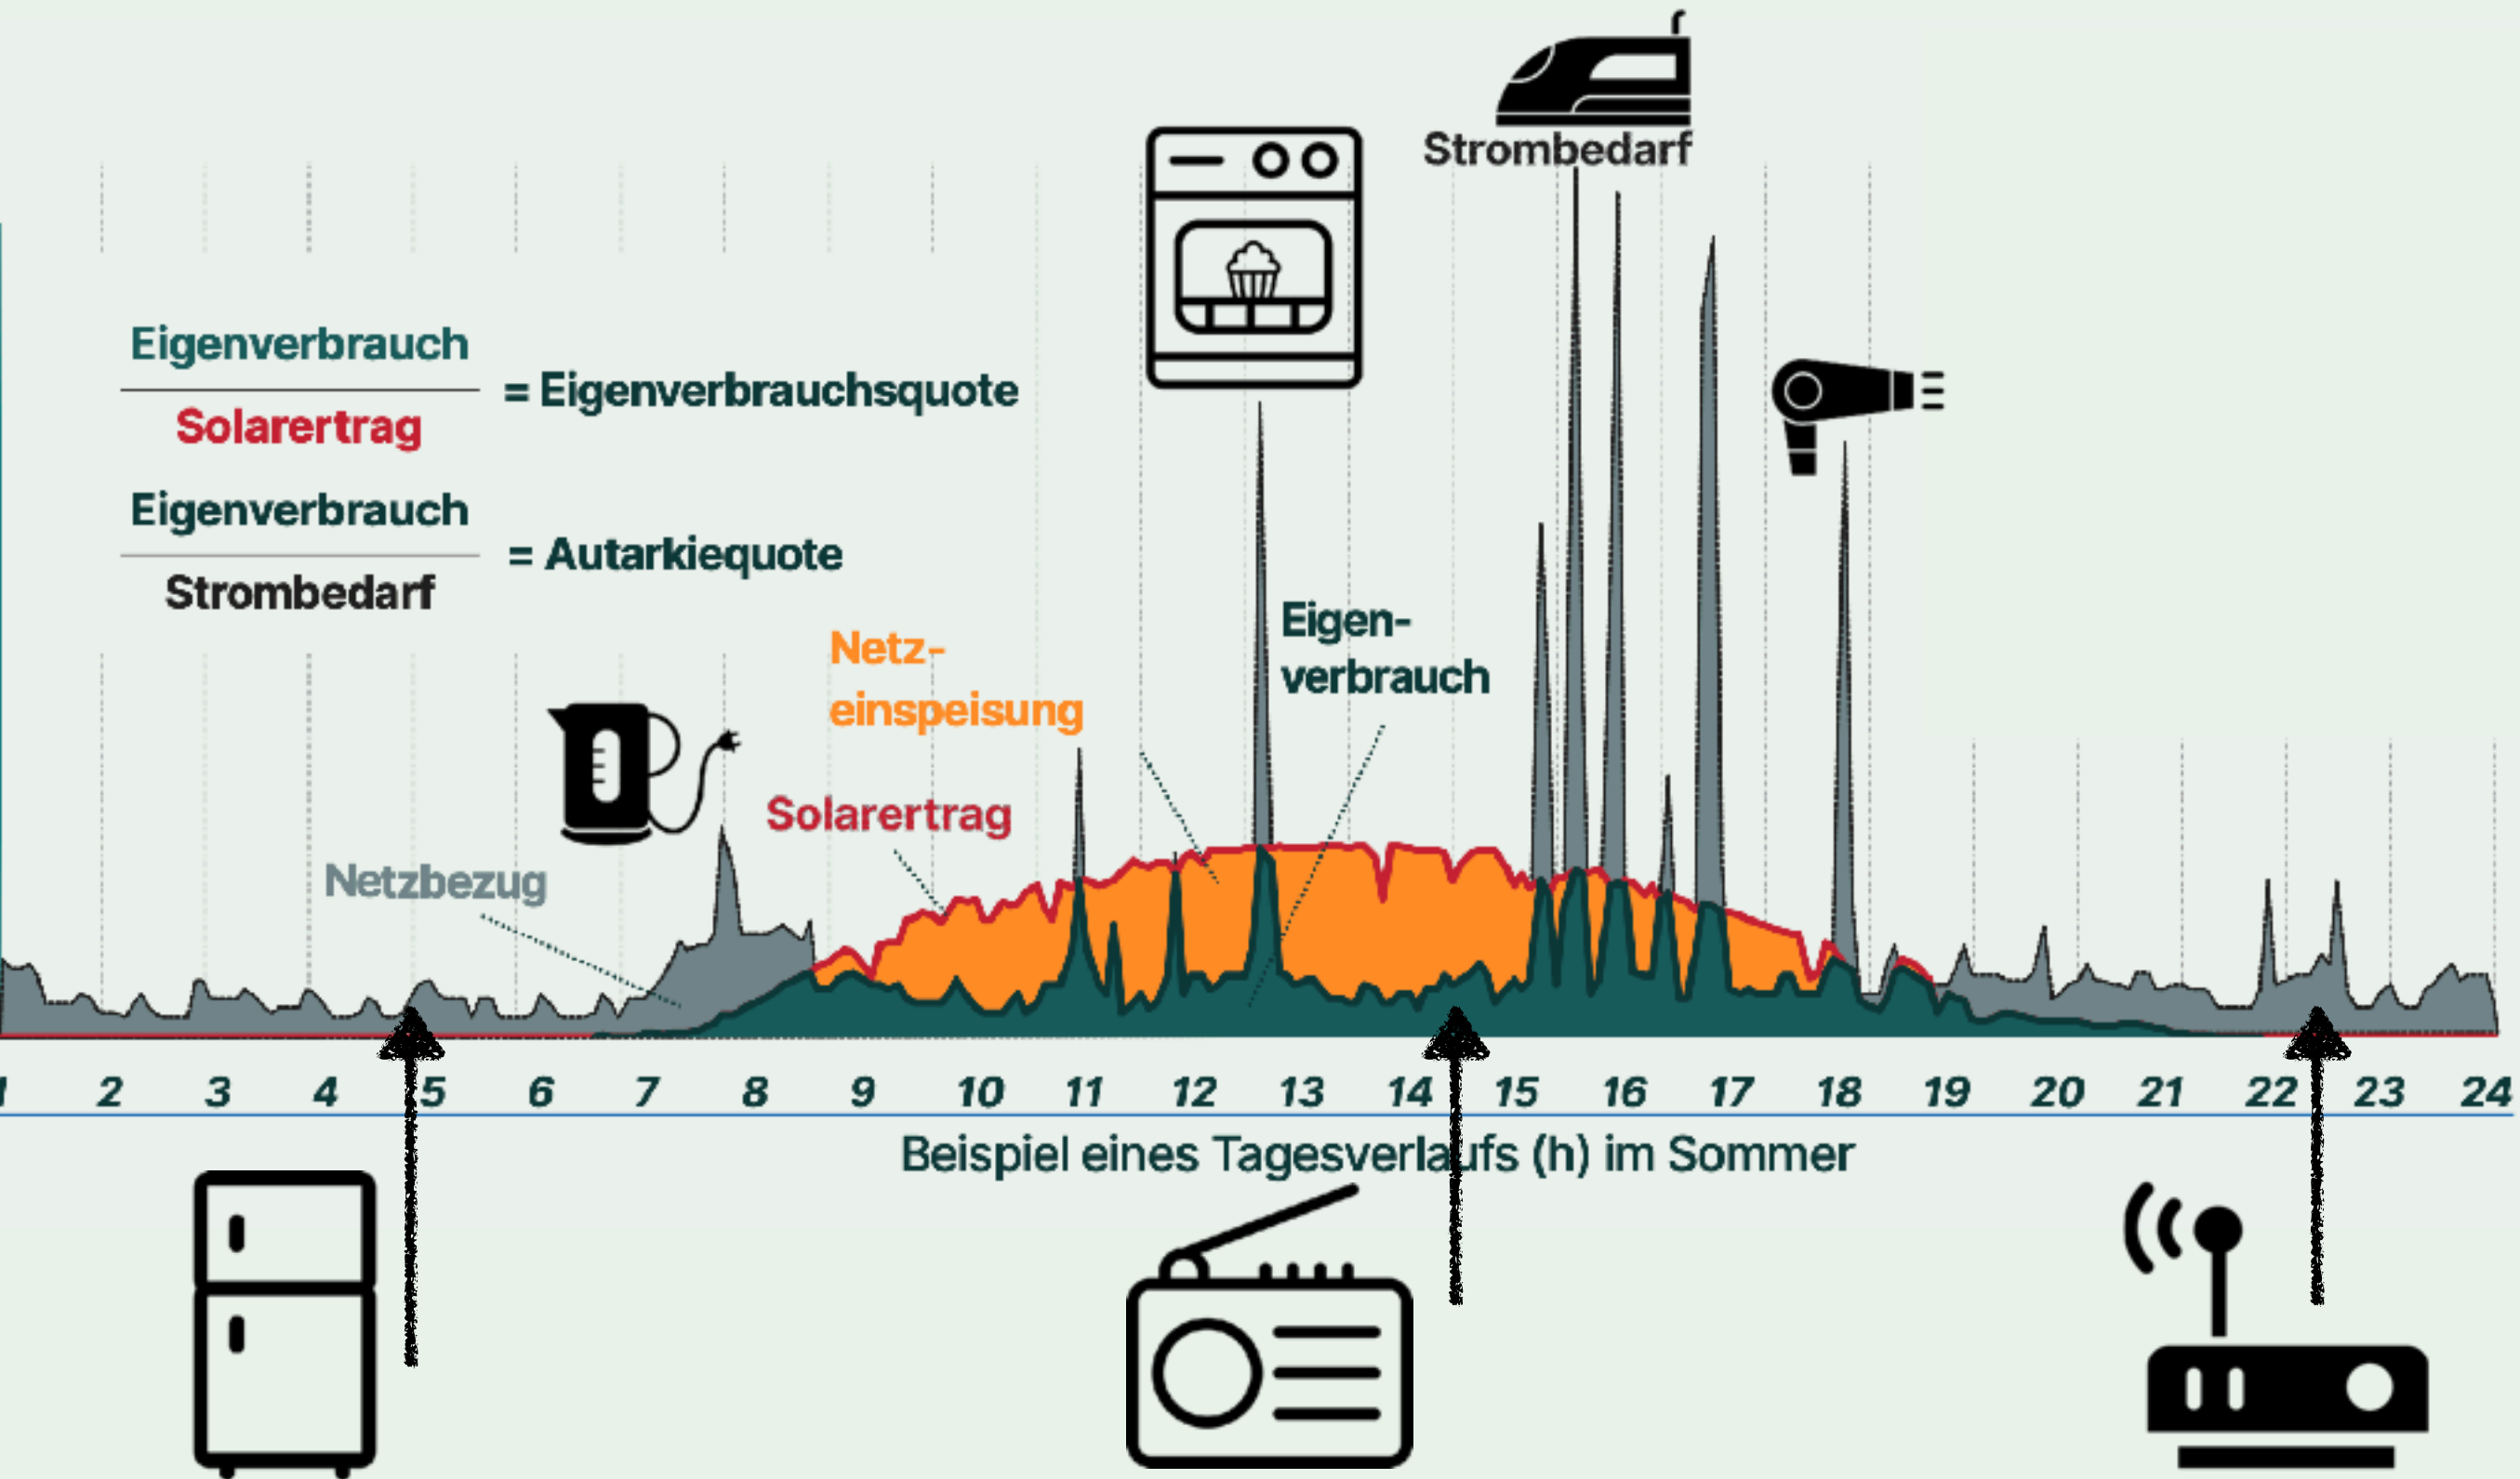 Strombedarf
Eigenverbrauch
Solarertrag
= Eigenverbrauchsquote
Eigenverbrauch
Strombedarf
= Autarkiequote
Netz-
einspeisung
Eigen-
verbrauch
Solarertrag
Netzbezug
1 2 3 4 5 6 7 8 9 10 11 12 13 14 15 16 17 18 19 20 21 22 23 24
Beispiel eines Tagesverlaufs (h) im Sommer